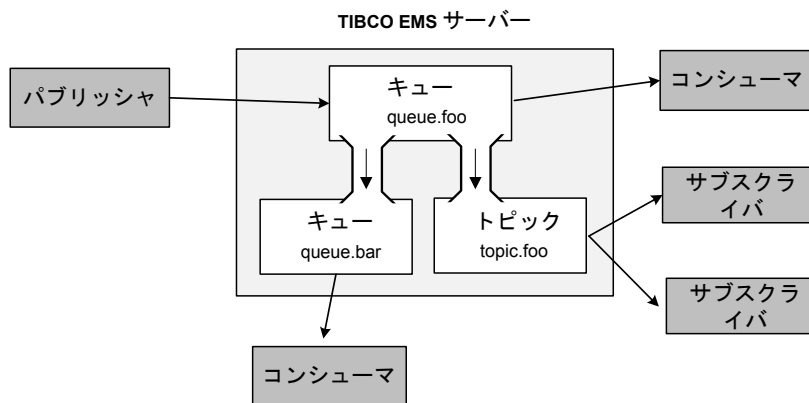 TIBCO EMS サーバー
パブリッシャ
キュー
queue.foo
コンシューマ
キュー
queue.bar
トピック
topic.foo
サブスクラ
イバ
サブスクラ
イバ
コンシューマ